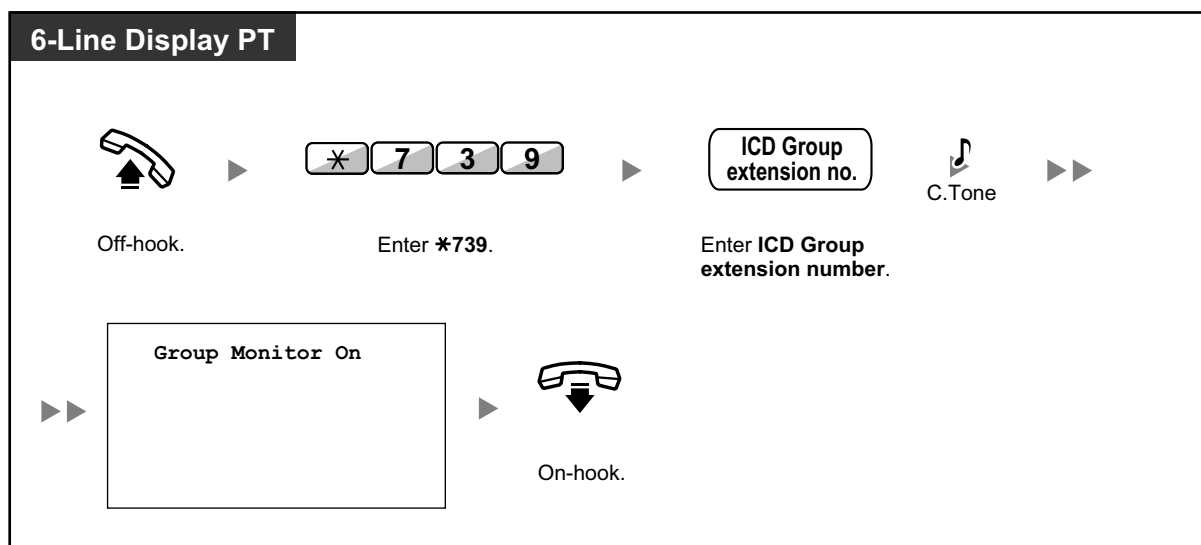 6-Line Display PT
✳ 7 3 9
ICD Group
extension no.
C.Tone
Off-hook.
Enter ✳739.
Enter ICD Group
extension number.
Group Monitor On
On-hook.